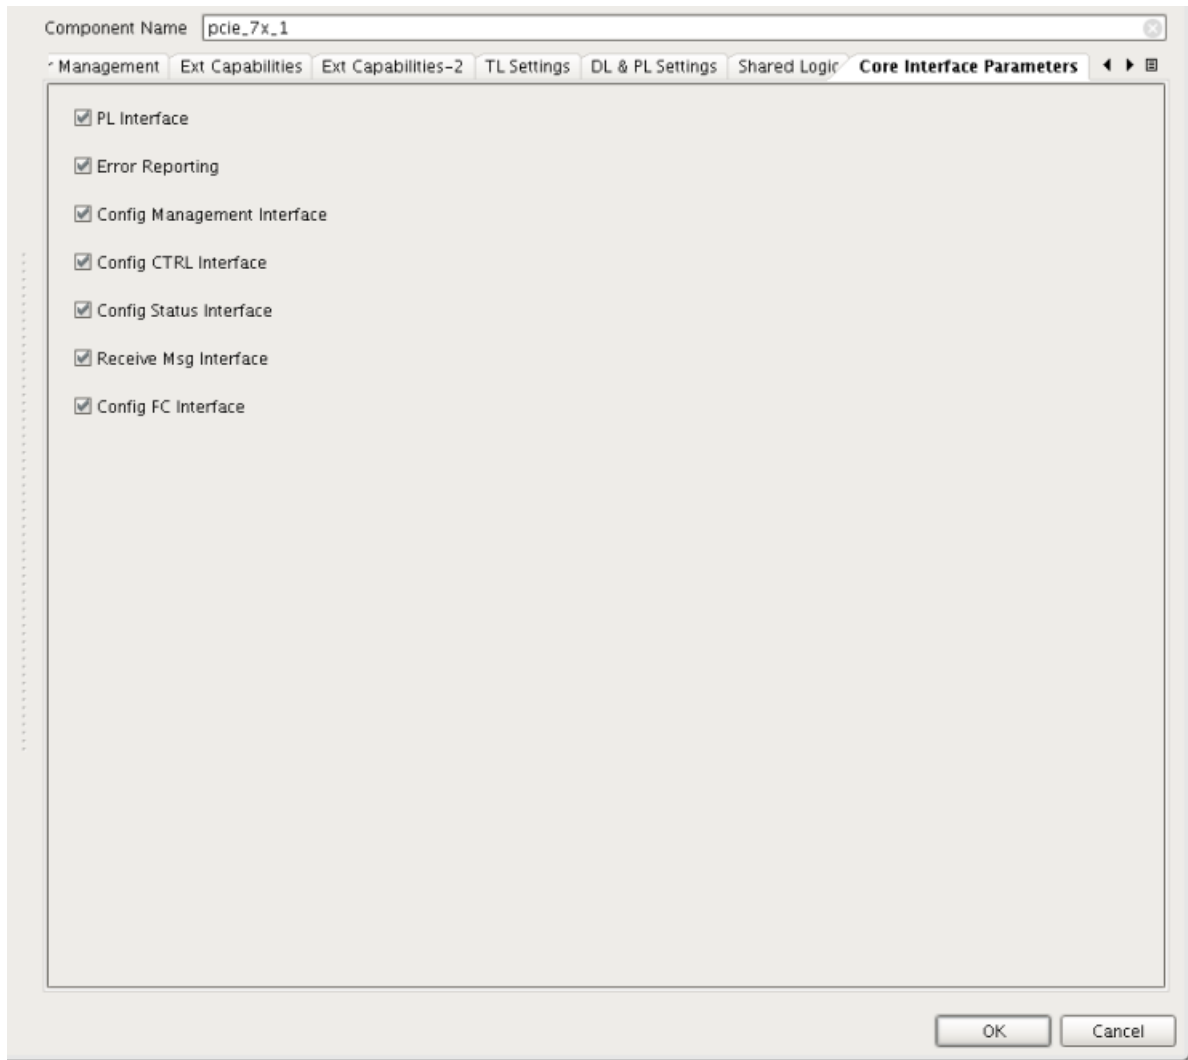 Component Name pcie_7x_1
Management Ext Capabilities Ext Capabilities-2 TL Settings DL & PL Settings Shared Logic Core Interface Parameters
PL Interface
Error Reporting
Config Management Interface
Config CTRL Interface
Config Status Interface
Receive Msg Interface
Config FC Interface
OK Cancel